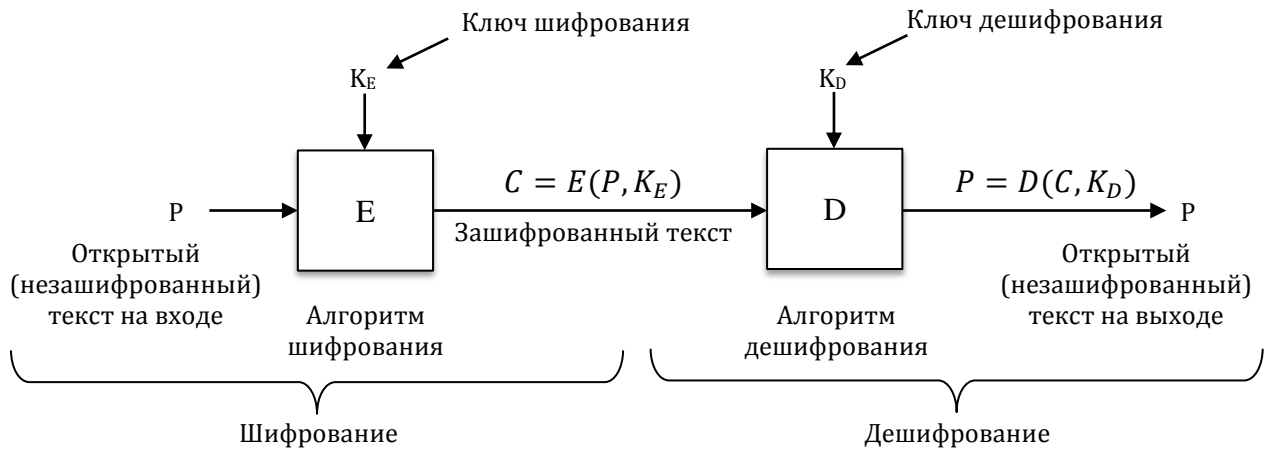 Ключ шифрования
Ключ дешифрования
K_E
K_D
C = E(P, K_E)
P = D(C, K_D)
P
E
D
P
Зашифрованный текст
Открытый
(незашифрованный)
текст на входе
Алгоритм
шифрования
Алгоритм
дешифрования
Открытый
(незашифрованный)
текст на выходе
Шифрование
Дешифрование